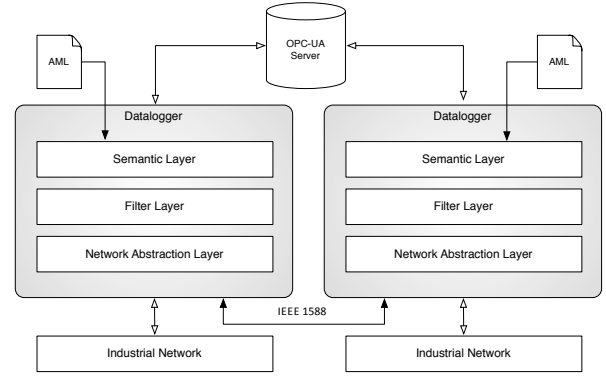 OPC-UA
Server
AML
AML
Datalogger
Datalogger
Semantic Layer
Semantic Layer
Filter Layer
Filter Layer
Network Abstraction Layer
Network Abstraction Layer
IEEE 1588
Industrial Network
Industrial Network